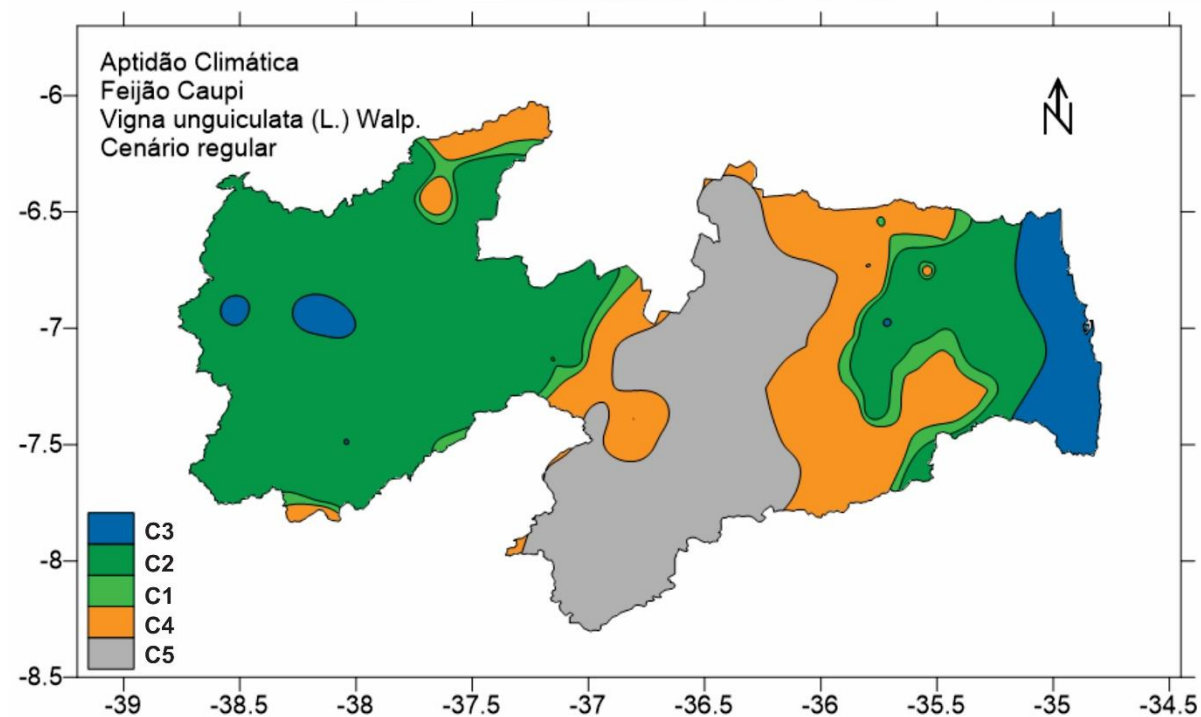 Aptidão Climática
Feijão Caupi
Vigna unguiculata (L.) Walp.
Cenário regular
N
-6
-6.5
-7
-7.5
-8
-8.5
C3
C2
C1
C4
C5
-39
-38.5
-38
-37.5
-37
-36.5
-36
-35.5
-35
-34.5